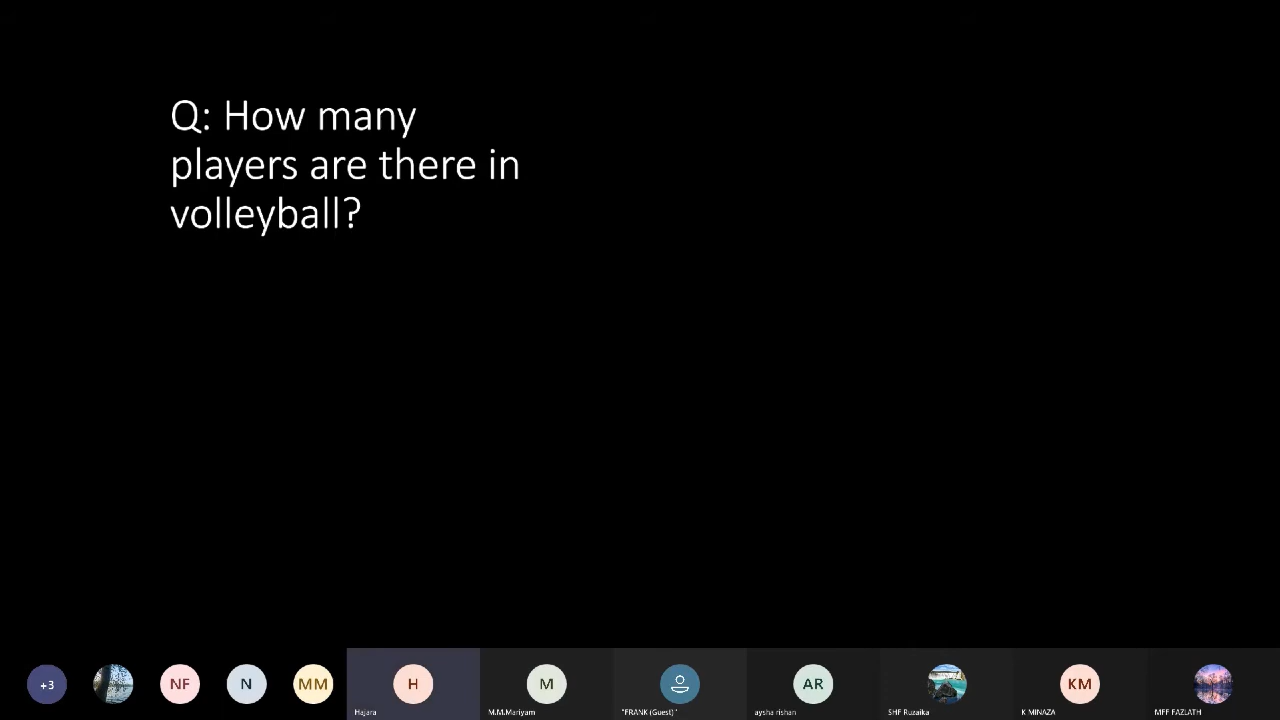 Q: How many
players are there in
volleyball?
+3
NF
N
MM
H
M
AR
KM
Hajara
M.M.Mariyam
"FRANK (Guest)"
aysha rishan
SHF Ruzaika
K MINAZA
MFF FAZLATH